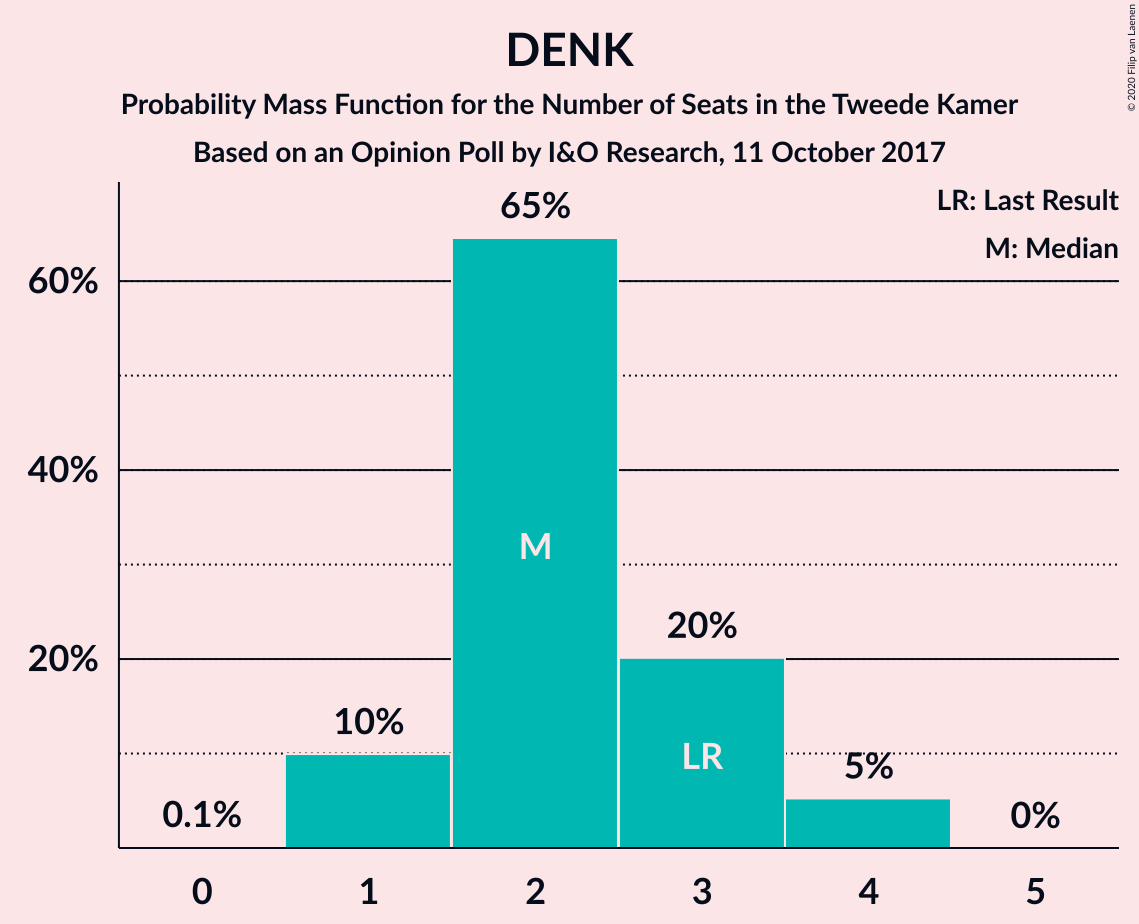 DENK
Probability Mass Function for the Number of Seats in the Tweede Kamer
Based on an Opinion Poll by I&O Research, 11 October 2017
© 2020 Filip van Laenen
LR: Last Result
M: Median
65%
60%
40%
M
20%
20%
10%
LR
5%
0.1%
0%
0 1 2 3 4 5